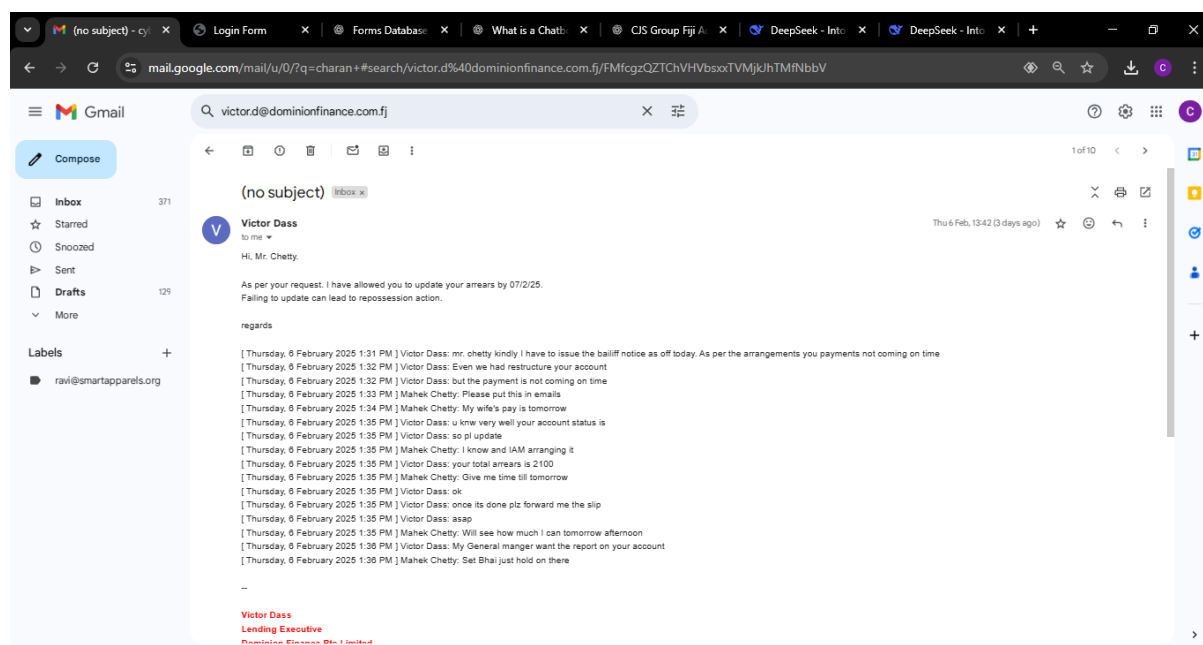 (no subject) - cyl
Login Form
Forms Database
What is a Chatb
CJS Group Fiji A
DeepSeek - Into
DeepSeek - Into
mail.google.com/mail/u/0/?q=charan+#search/victor.d%40dominionfinance.com.fj/FMfcgzQZTChVHVbsxxTVMjkJhTMfNbbV
C
Gmail
victor.d@dominionfinance.com.fj
C
Compose
1 of 10
(no subject) Inbox x
Inbox 371
Starred
Snoozed
Sent
Drafts 129
More
Labels
ravi@smartapparels.org
V
Victor Dass
Thu 6 Feb, 13:42 (3 days ago)
to me
Hi, Mr. Chetty.
As per your request. I have allowed you to update your arrears by 07/2/25.
Failing to update can lead to repossession action.
regards
[ Thursday, 6 February 2025 1:31 PM ] Victor Dass: mr. chetty kindly I have to issue the bailiff notice as off today. As per the arrangements you payments not coming on time
[ Thursday, 6 February 2025 1:32 PM ] Victor Dass: Even we had restructure your account
[ Thursday, 6 February 2025 1:32 PM ] Victor Dass: but the payment is not coming on time
[ Thursday, 6 February 2025 1:33 PM ] Mahek Chetty: Please put this in emails
[ Thursday, 6 February 2025 1:34 PM ] Mahek Chetty: My wife's pay is tomorrow
[ Thursday, 6 February 2025 1:35 PM ] Victor Dass: u knw very well your account status is
[ Thursday, 6 February 2025 1:35 PM ] Victor Dass: so pl update
[ Thursday, 6 February 2025 1:35 PM ] Mahek Chetty: I know and IAM arranging it
[ Thursday, 6 February 2025 1:35 PM ] Victor Dass: your total arrears is 2100
[ Thursday, 6 February 2025 1:35 PM ] Mahek Chetty: Give me time till tomorrow
[ Thursday, 6 February 2025 1:35 PM ] Victor Dass: ok
[ Thursday, 6 February 2025 1:35 PM ] Victor Dass: once its done plz forward me the slip
[ Thursday, 6 February 2025 1:35 PM ] Victor Dass: asap
[ Thursday, 6 February 2025 1:35 PM ] Mahek Chetty: Will see how much I can tomorrow afternoon
[ Thursday, 6 February 2025 1:36 PM ] Victor Dass: My General manger want the report on your account
[ Thursday, 6 February 2025 1:36 PM ] Mahek Chetty: Set Bhai just hold on there
--
Victor Dass
Lending Executive
Dominion Finance Pte Limited